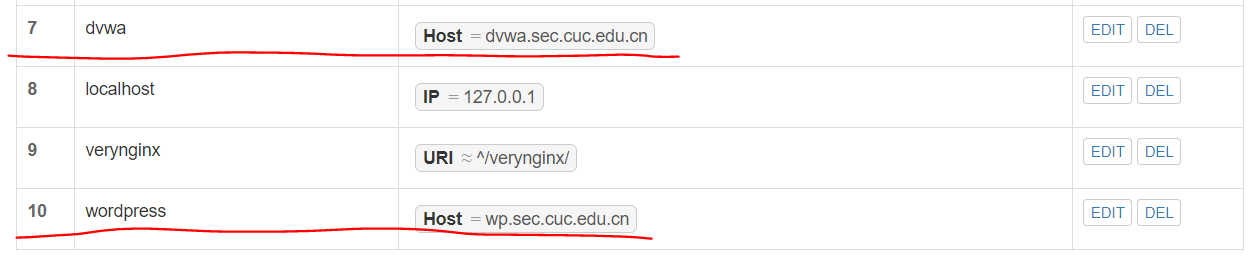 7 dvwa Host = dvwa.sec.cuc.edu.cn EDIT DEL
8 localhost IP = 127.0.0.1 EDIT DEL
9 verynginx URI ≈ ^/verynginx/ EDIT DEL
10 wordpress Host = wp.sec.cuc.edu.cn EDIT DEL